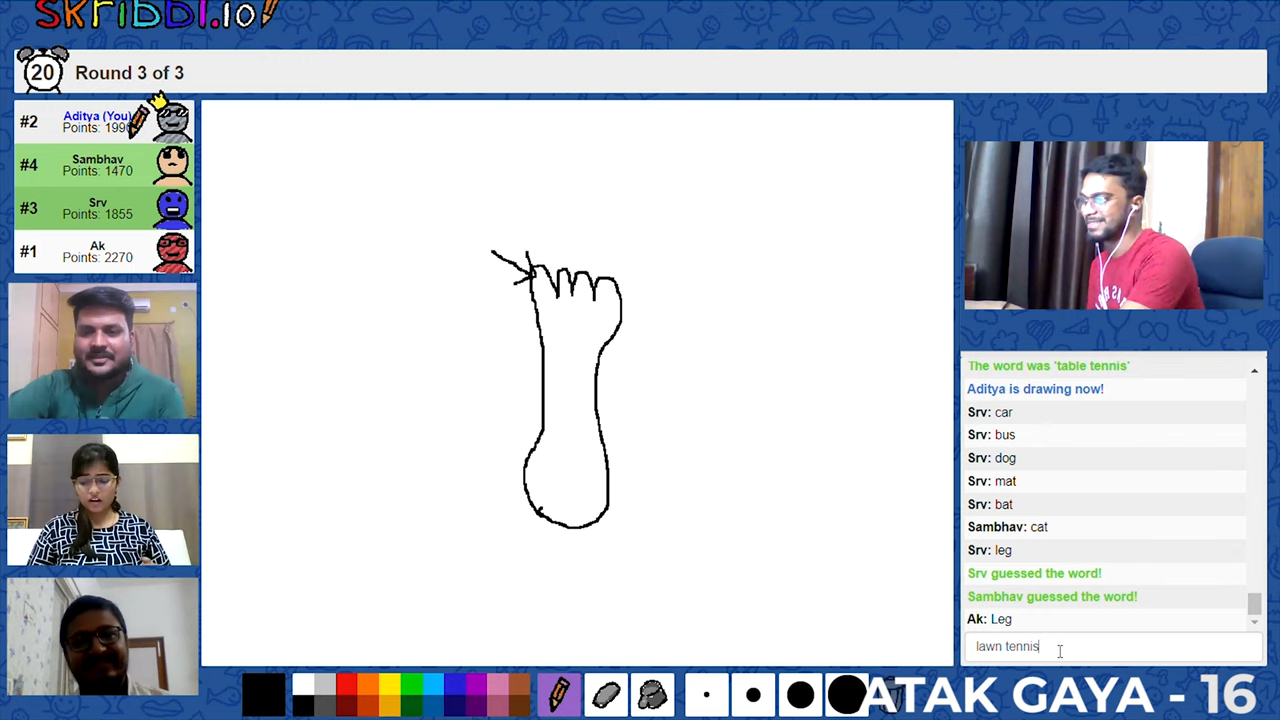 skribbl.io
20 Round 3 of 3
#2 Aditya (You)
Points: 199
#4 Sambhav
Points: 1470
#3 Srv
Points: 1855
#1 Ak
Points: 2270
The word was 'table tennis'
Aditya is drawing now!
Srv: car
Srv: bus
Srv: dog
Srv: mat
Srv: bat
Sambhav: cat
Srv: leg
Srv guessed the word!
Sambhav guessed the word!
Ak: Leg
lawn tennis
ATAK GAYA - 16